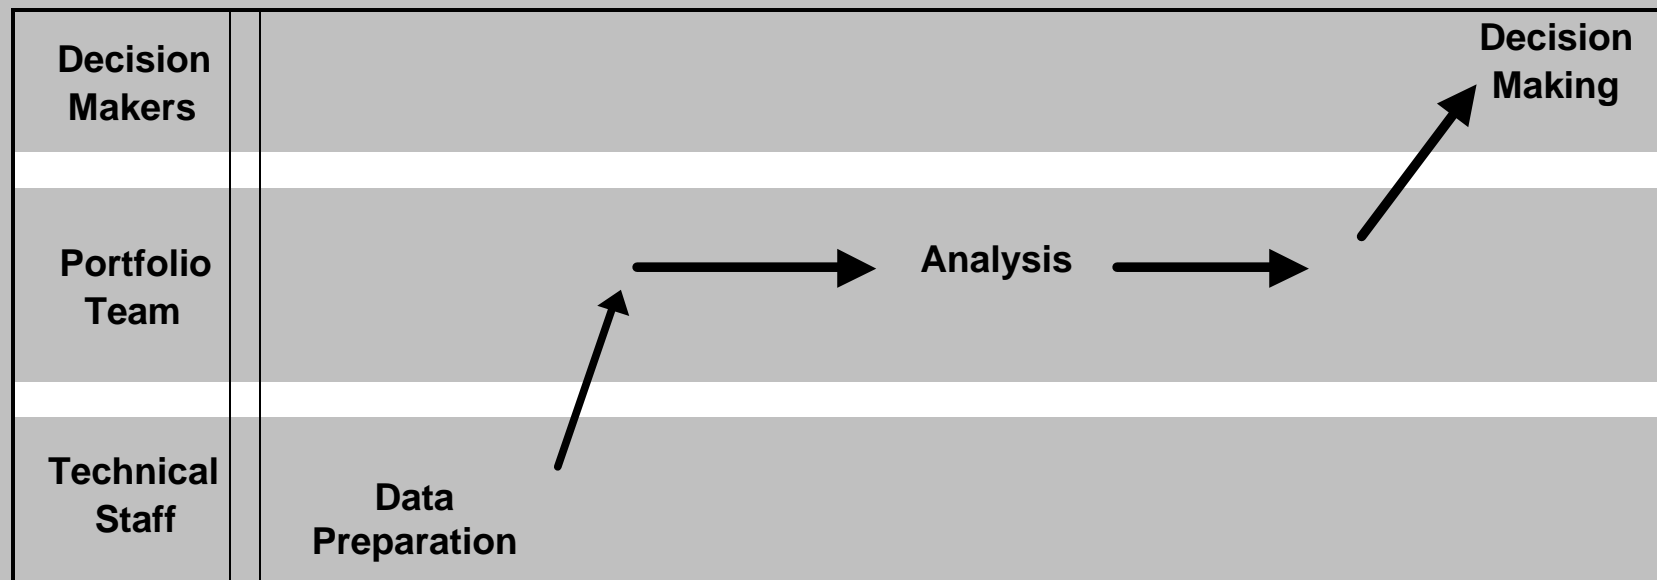 Decision
Makers
Decision
Making
Portfolio
Team
Analysis
Technical
Staff
Data
Preparation